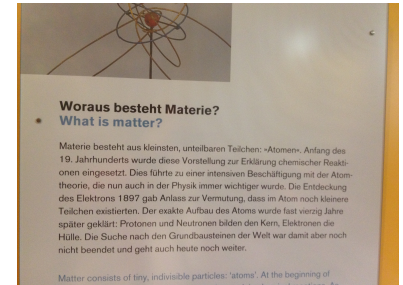 Woraus besteht Materie?
What is matter?
Materie besteht aus kleinsten, unteilbaren Teilchen: «Atomen». Anfang des
19. Jahrhunderts wurde diese Vorstellung zur Erklärung chemischer Reakti-
onen eingesetzt. Dies führte zu einer intensiven Beschäftigung mit der Atom-
theorie, die nun auch in der Physik immer wichtiger wurde. Die Entdeckung
des Elektrons 1897 gab Anlass zur Vermutung, dass im Atom noch kleinere
Teilchen existierten. Der exakte Aufbau des Atoms wurde fast vierzig Jahre
später geklärt: Protonen und Neutronen bilden den Kern, Elektronen die
Hülle. Die Suche nach den Grundbausteinen der Welt war damit aber noch
nicht beendet und geht auch heute noch weiter.
Matter consists of tiny, indivisible particles: 'atoms'. At the beginning of